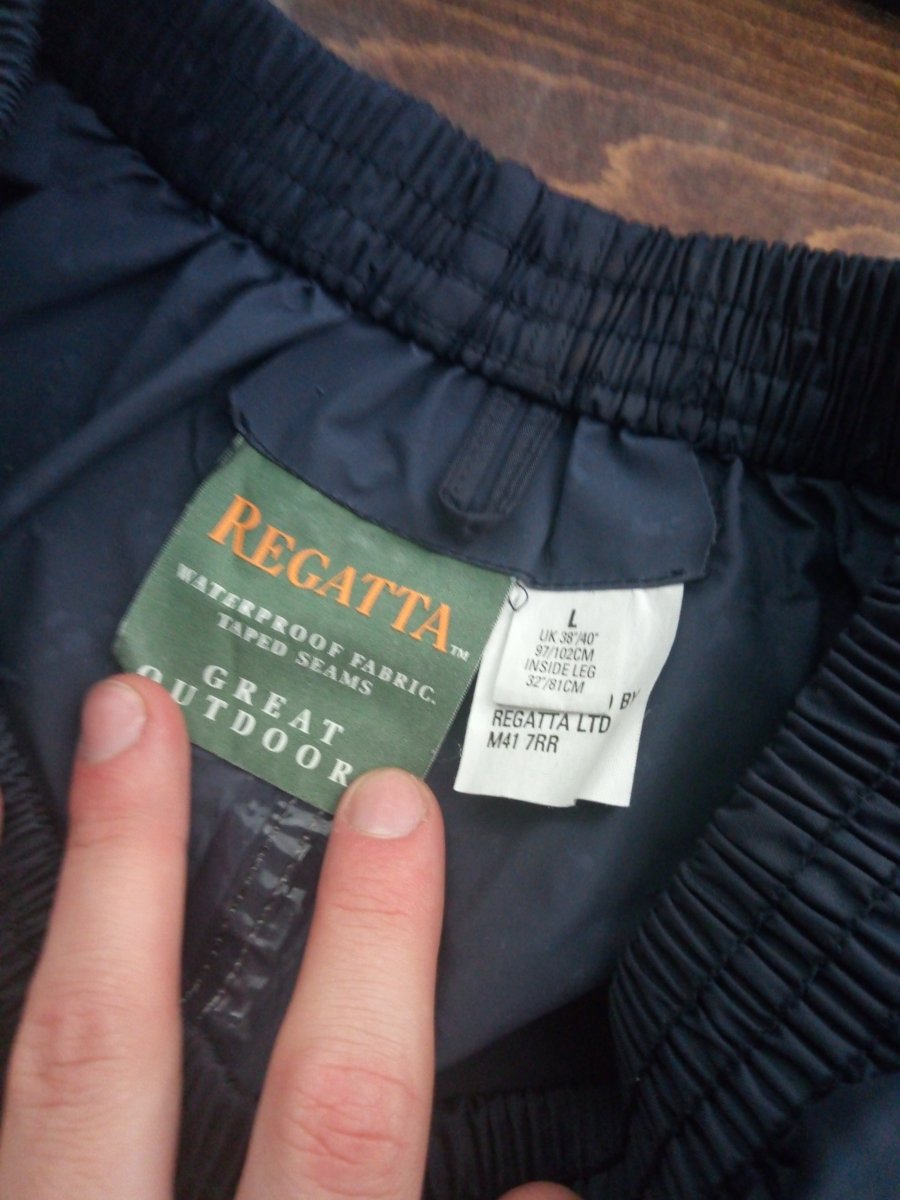 REGATTA™
WATERPROOF FABRIC.
TAPED SEAMS
GREAT
OUTDOOR
L
UK 38"/40"
97/102CM
INSIDE LEG
32"/81CM
BY
REGATTA LTD
M41 7RR